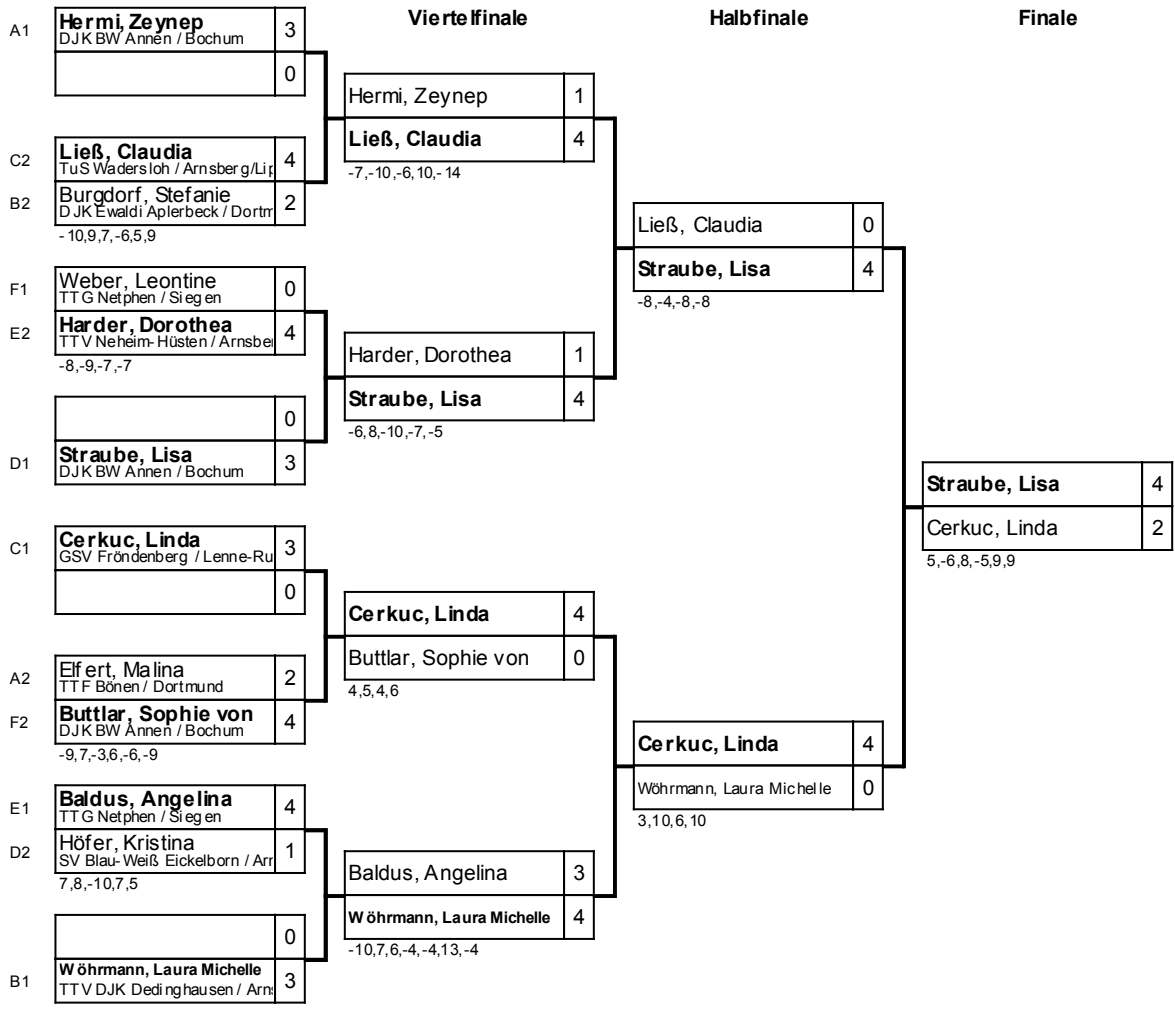 Viertelfinale
Halbfinale
Finale
A1
Hermi, Zeynep
DJK BW Annen / Bochum
3
0
C2
Ließ, Claudia
TuS Wadersloh / Arnsberg/Lip
4
B2
Burgdorf, Stefanie
DJK Ewaldi Aplerbeck / Dortm
2
-10,9,7,-6,5,9
F1
Weber, Leontine
TTG Netphen / Siegen
0
E2
Harder, Dorothea
TTV Neheim-Hüsten / Arnsber
4
-8,-9,-7,-7
0
D1
Straube, Lisa
DJK BW Annen / Bochum
3
C1
Cerkuc, Linda
GSV Fröndenberg / Lenne-Ru
3
0
A2
Elfert, Malina
TTF Bönen / Dortmund
2
F2
Buttlar, Sophie von
DJK BW Annen / Bochum
4
-9,7,-3,6,-6,-9
E1
Baldus, Angelina
TTG Netphen / Siegen
4
D2
Höfer, Kristina
SV Blau-Weiß Eickelborn / Arr
1
7,8,-10,7,5
0
B1
Wöhrmann, Laura Michelle
TTV DJK Dedinghausen / Arns
3
Hermi, Zeynep
1
Ließ, Claudia
4
-7,-10,-6,10,-14
Harder, Dorothea
1
Straube, Lisa
4
-6,8,-10,-7,-5
Cerkuc, Linda
4
Buttlar, Sophie von
0
4,5,4,6
Baldus, Angelina
3
Wöhrmann, Laura Michelle
4
-10,7,6,-4,-4,13,-4
Ließ, Claudia
0
Straube, Lisa
4
-8,-4,-8,-8
Cerkuc, Linda
4
Wöhrmann, Laura Michelle
0
3,10,6,10
Straube, Lisa
4
Cerkuc, Linda
2
5,-6,8,-5,9,9